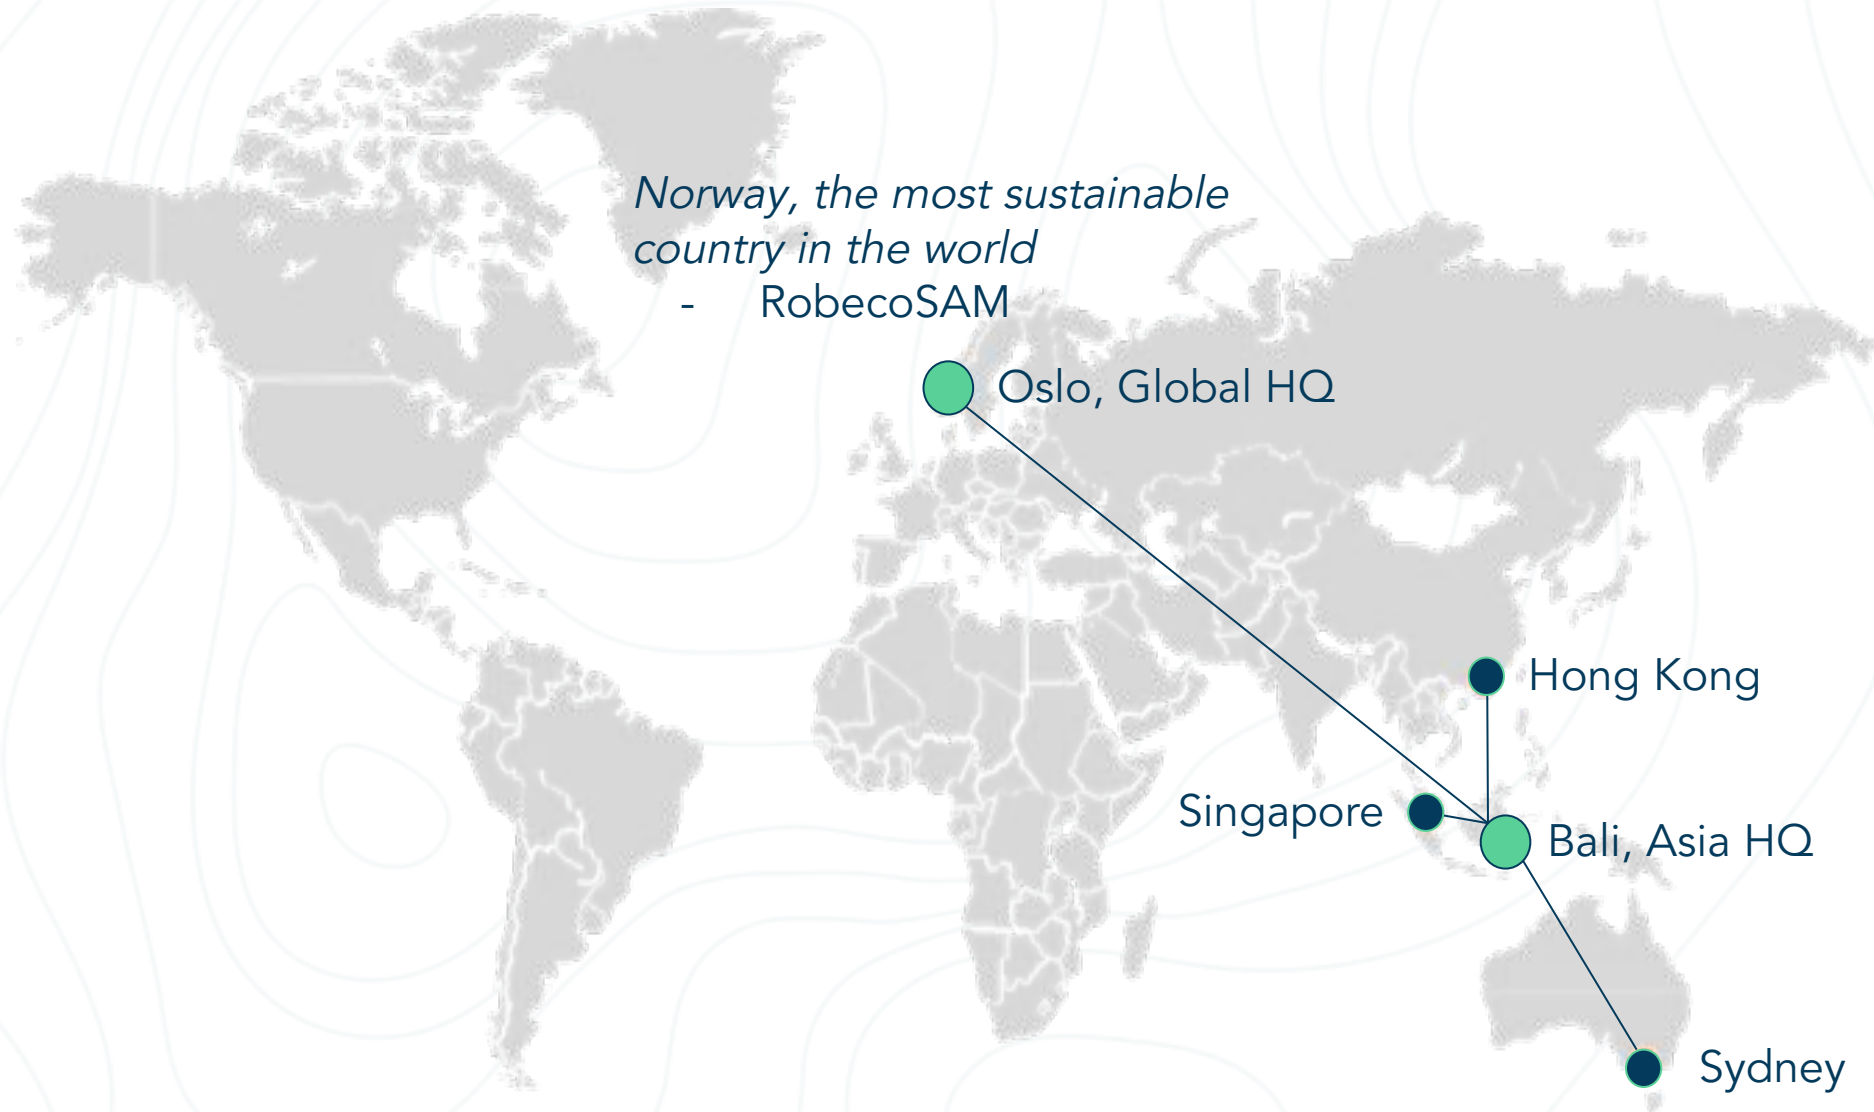 Norway, the most sustainable
country in the world
- RobecoSAM
Oslo, Global HQ
Hong Kong
Singapore
Bali, Asia HQ
Sydney